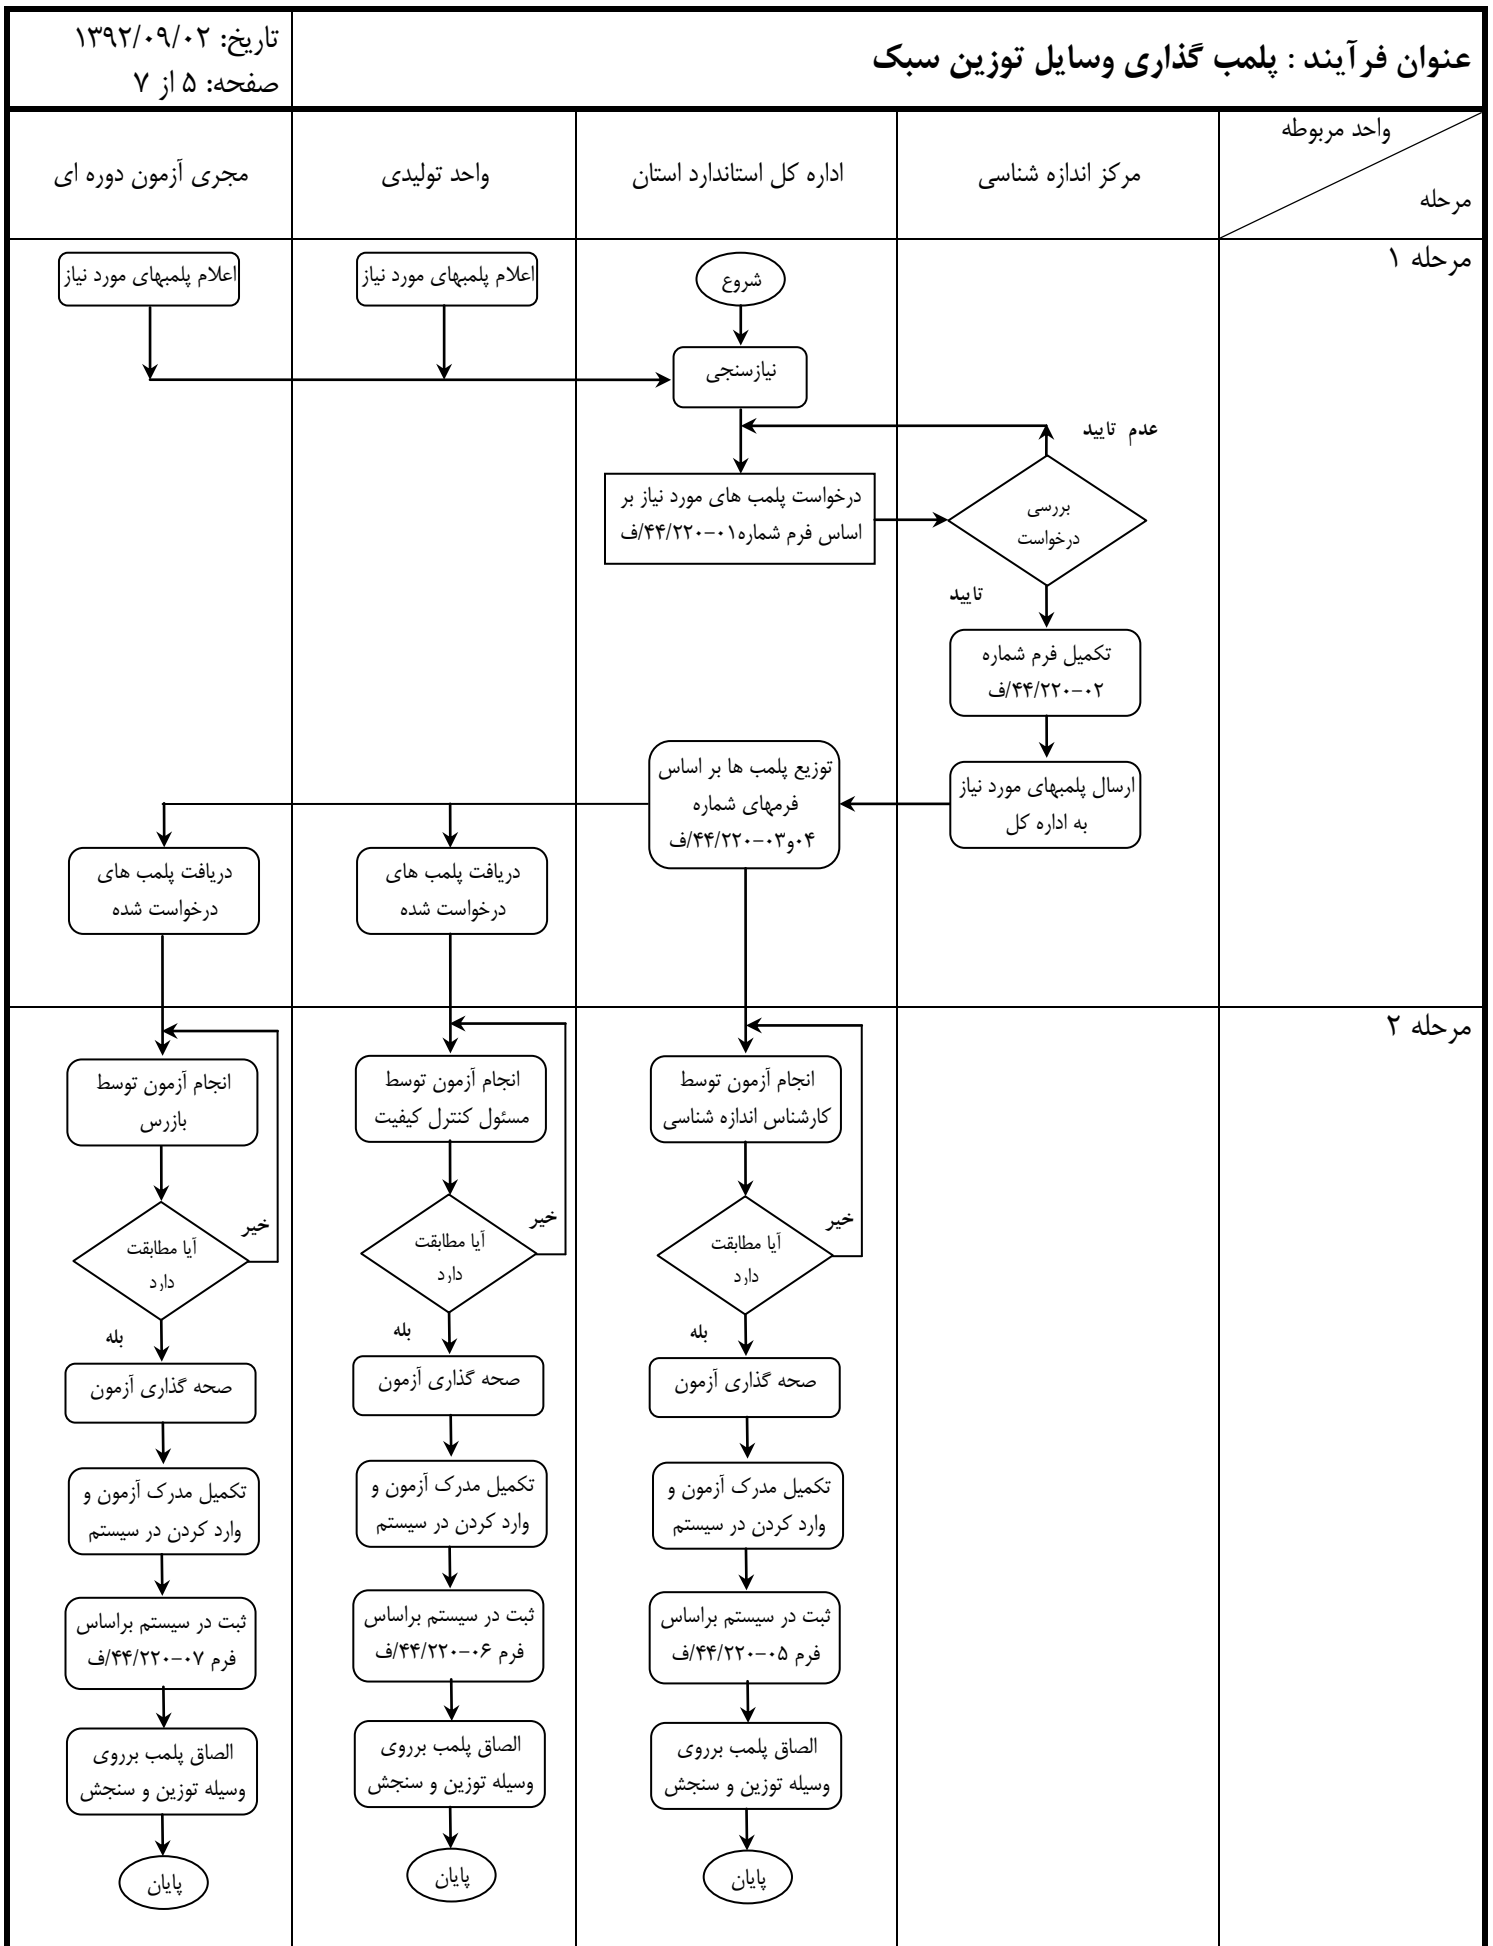 عنوان فرآیند : پلمب گذاری وسایل توزین سبک
تاریخ: ۱۳۹۲/۰۹/۰۲
صفحه: ۵ از ۷
واحد مربوطه
مرحله
مرکز اندازه شناسی
اداره کل استاندارد استان
واحد تولیدی
مجری آزمون دوره ای
مرحله ۱
شروع
اعلام پلمبهای مورد نیاز
اعلام پلمبهای مورد نیاز
نیازسنجی
عدم تایید
درخواست پلمب های مورد نیاز بر
اساس فرم شماره۰۱-۴۴/۲۲۰/ف
بررسی
درخواست
تایید
تکمیل فرم شماره
۰۲-۴۴/۲۲۰/ف
ارسال پلمبهای مورد نیاز
به اداره کل
توزیع پلمب ها بر اساس
فرمهای شماره
۰۴و۰۳-۴۴/۲۲۰/ف
دریافت پلمب های
درخواست شده
دریافت پلمب های
درخواست شده
مرحله ۲
انجام آزمون توسط
کارشناس اندازه شناسی
آیا مطابقت
دارد
خیر
بله
صحه گذاری آزمون
تکمیل مدرک آزمون و
وارد کردن در سیستم
ثبت در سیستم براساس
فرم ۰۵-۴۴/۲۲۰/ف
الصاق پلمب برروی
وسیله توزین و سنجش
پایان
انجام آزمون توسط
مسئول کنترل کیفیت
آیا مطابقت
دارد
خیر
بله
صحه گذاری آزمون
تکمیل مدرک آزمون و
وارد کردن در سیستم
ثبت در سیستم براساس
فرم ۰۶-۴۴/۲۲۰/ف
الصاق پلمب برروی
وسیله توزین و سنجش
پایان
انجام آزمون توسط
بازرس
آیا مطابقت
دارد
خیر
بله
صحه گذاری آزمون
تکمیل مدرک آزمون و
وارد کردن در سیستم
ثبت در سیستم براساس
فرم ۰۷-۴۴/۲۲۰/ف
الصاق پلمب برروی
وسیله توزین و سنجش
پایان